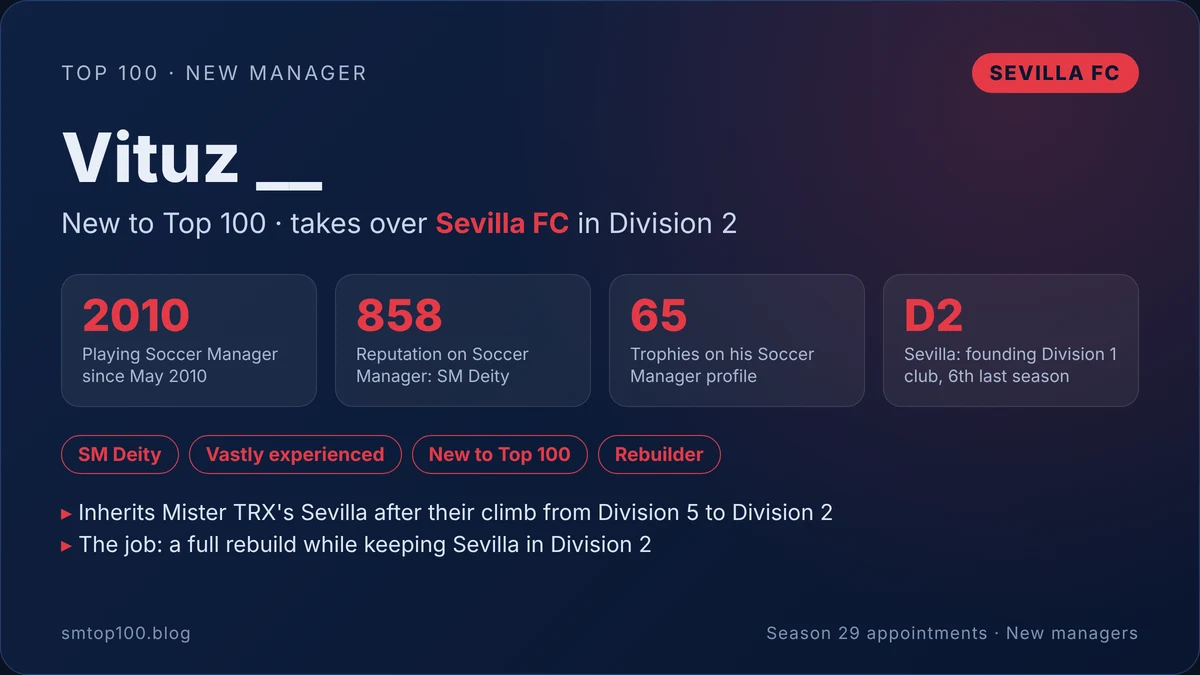 TOP 100 · NEW MANAGER
SEVILLA FC
Vituz __
New to Top 100 · takes over Sevilla FC in Division 2
2010
Playing Soccer Manager
since May 2010
858
Reputation on Soccer
Manager: SM Deity
65
Trophies on his Soccer
Manager profile
D2
Sevilla: founding Division 1
club, 6th last season
SM Deity
Vastly experienced
New to Top 100
Rebuilder
▸ Inherits Mister TRX's Sevilla after their climb from Division 5 to Division 2
▸ The job: a full rebuild while keeping Sevilla in Division 2
smtop100.blog
Season 29 appointments · New managers